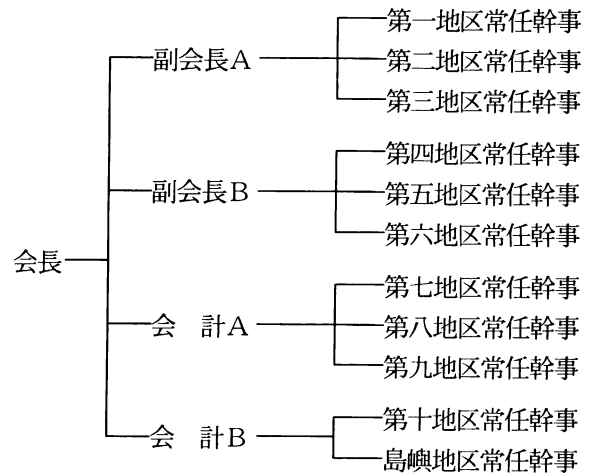 会長
副会長A
第一地区常任幹事
第二地区常任幹事
第三地区常任幹事
副会長B
第四地区常任幹事
第五地区常任幹事
第六地区常任幹事
会　計A
第七地区常任幹事
第八地区常任幹事
第九地区常任幹事
会　計B
第十地区常任幹事
島嶼地区常任幹事